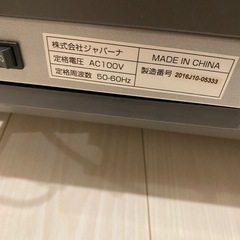 株式会社ジャパーナ
MADE IN CHINA
定格電圧 AC100V
定格周波数 50-60Hz
製造番号 2018J10-05333